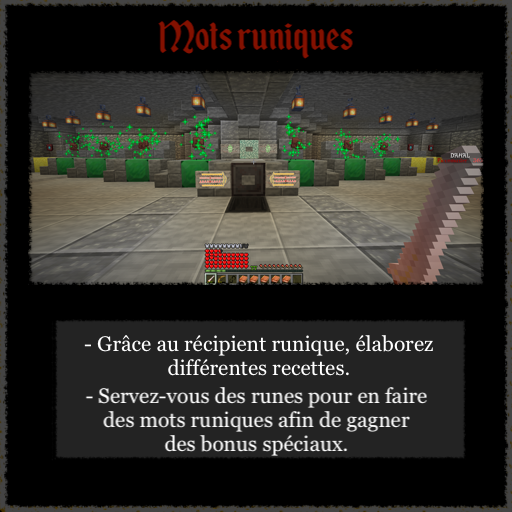 Mots runiques
DAHAL
- Grâce au récipient runique, élaborez
différentes recettes.
- Servez-vous des runes pour en faire
des mots runiques afin de gagner
des bonus spéciaux.